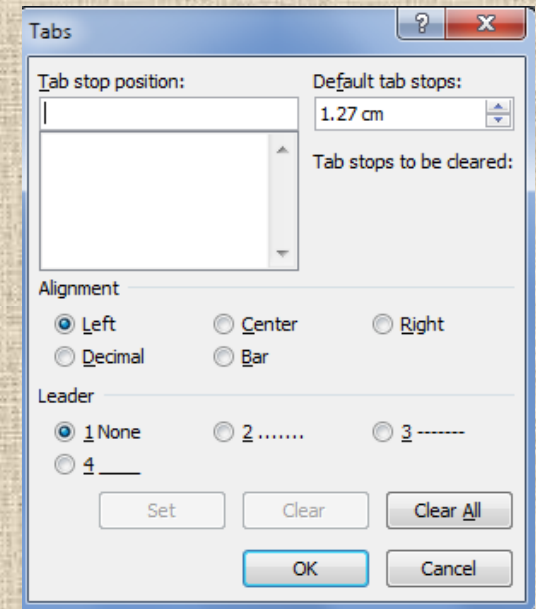 Tabs
Tab stop position:
Default tab stops:
1.27 cm
Tab stops to be cleared:
Alignment
Left Center Right
Decimal Bar
Leader
1 None 2 ....... 3 -------
4 ____
Set Clear Clear All
OK Cancel